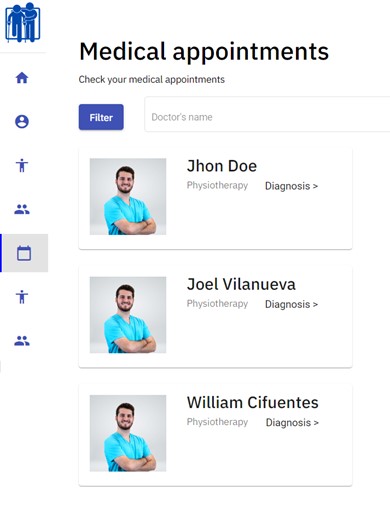 Medical appointments
Check your medical appointments
Filter
Doctor's name
Jhon Doe
Physiotherapy Diagnosis >
Joel Vilanueva
Physiotherapy Diagnosis >
William Cifuentes
Physiotherapy Diagnosis >